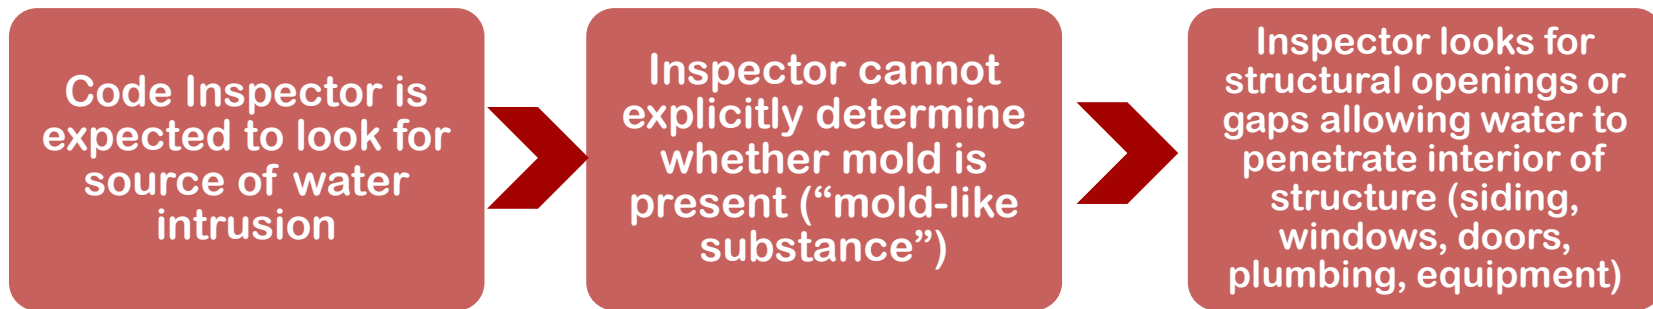 Code Inspector is
expected to look for
source of water
intrusion
Inspector cannot
explicitly determine
whether mold is
present (“mold-like
substance”)
Inspector looks for
structural openings or
gaps allowing water to
penetrate interior of
structure (siding,
windows, doors,
plumbing, equipment)